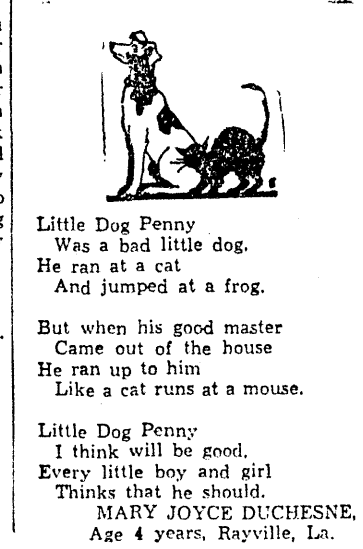 Little Dog Penny
Was a bad little dog.
He ran at a cat
And jumped at a frog.
But when his good master
Came out of the house
He ran up to him
Like a cat runs at a mouse.
Little Dog Penny
I think will be good.
Every little boy and girl
Thinks that he should.
MARY JOYCE DUCHESNE,
Age 4 years, Rayville, La.